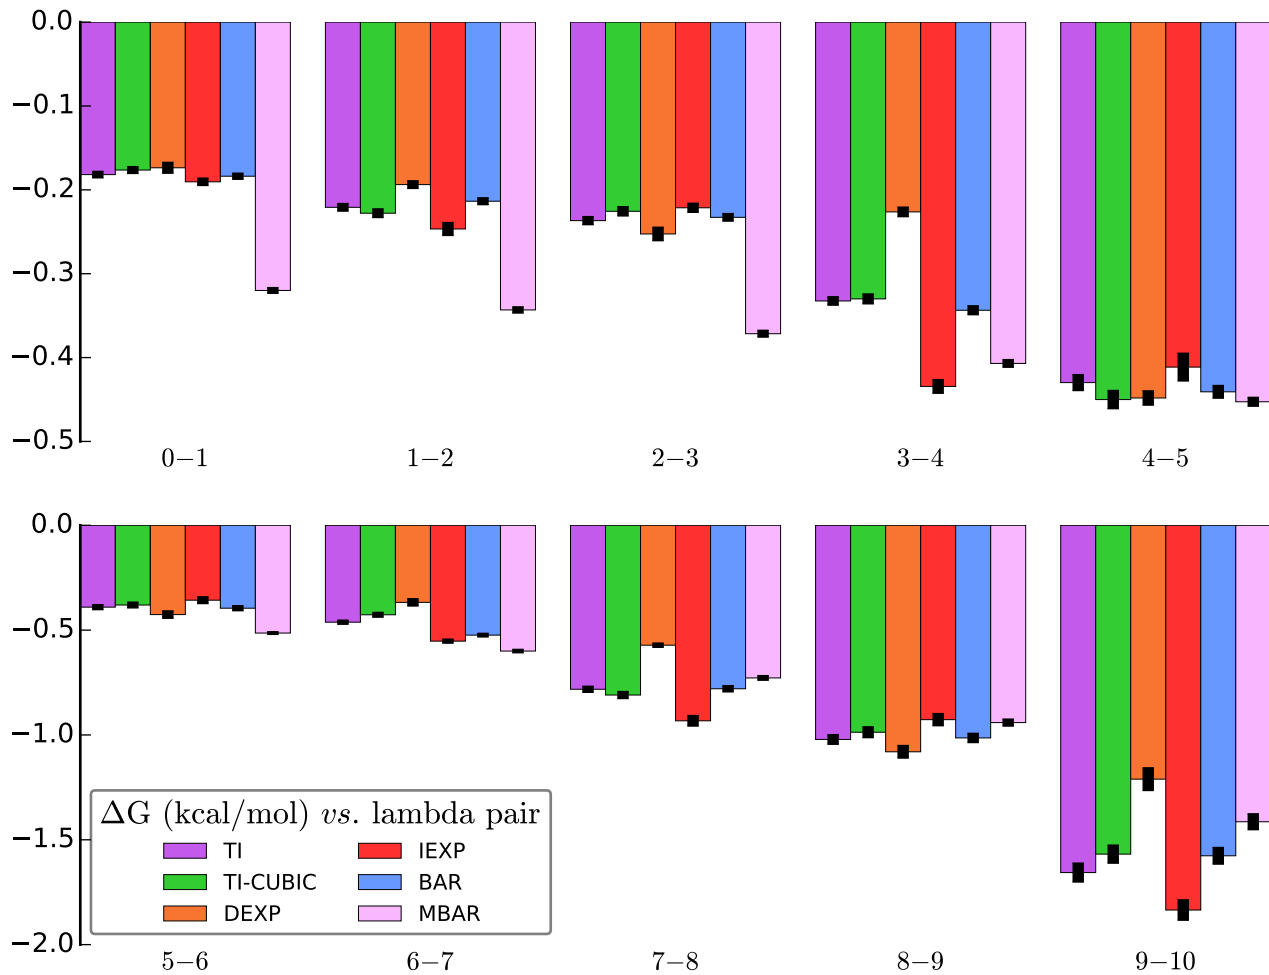 0.0
−0.1
−0.2
−0.3
−0.4
−0.5
0−1 1−2 2−3 3−4 4−5
0.0
−0.5
−1.0
−1.5
−2.0
ΔG (kcal/mol) vs. lambda pair
TI IEXP
TI-CUBIC BAR
DEXP MBAR
5−6 6−7 7−8 8−9 9−10